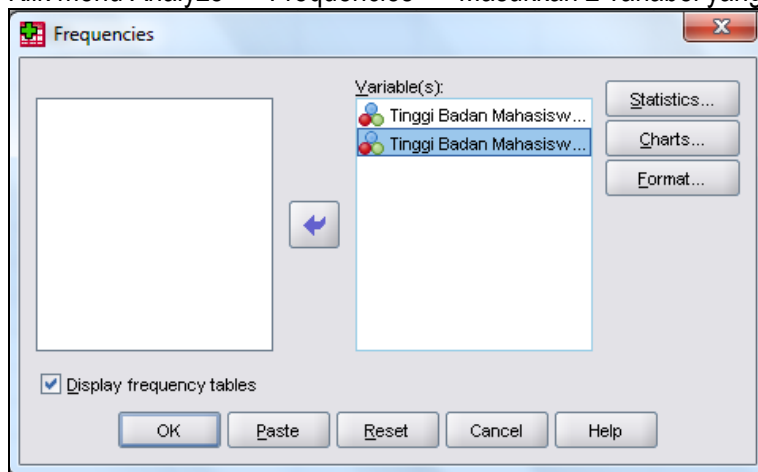 Frequencies
Variable(s):
Tinggi Badan Mahasisw...
Tinggi Badan Mahasisw...
Statistics...
Charts...
Format...
Display frequency tables
OK
Paste
Reset
Cancel
Help